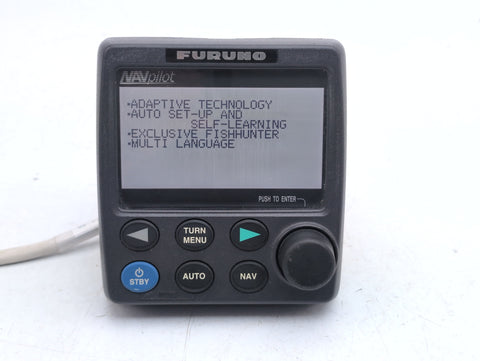 FURUNO
NAVpilot
•ADAPTIVE TECHNOLOGY
•AUTO SET-UP AND
SELF-LEARNING
•EXCLUSIVE FISHHUNTER
•MULTI LANGUAGE
PUSH TO ENTER
TURN
MENU
STBY
AUTO
NAV